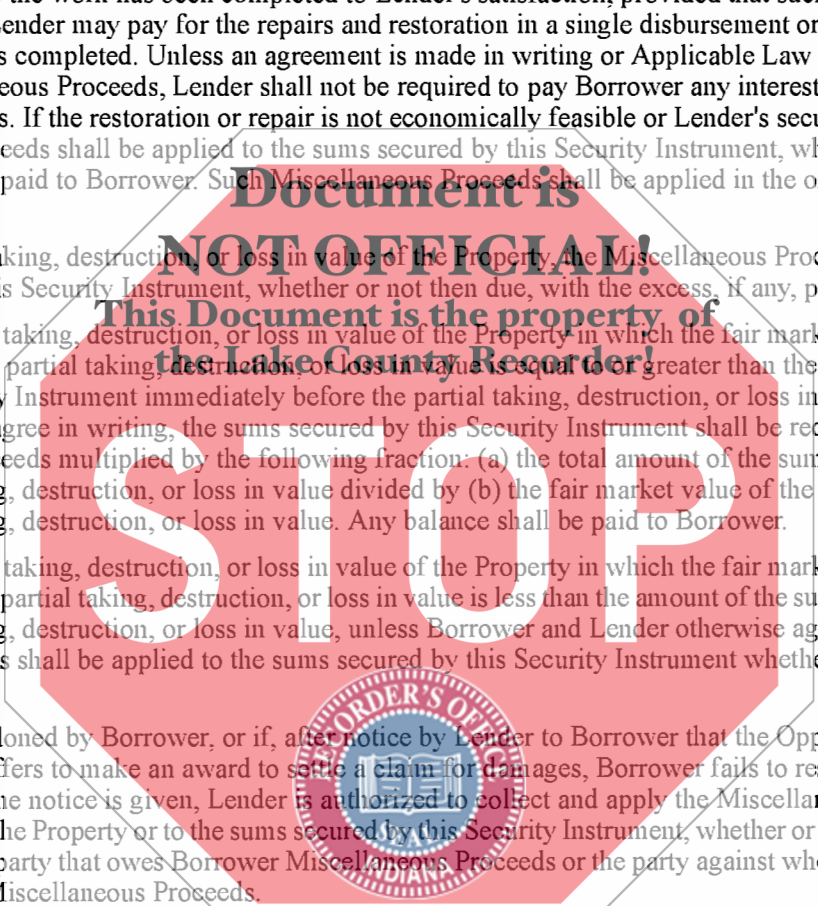 the work has been completed to Lender's satisfaction, provided that such
Lender may pay for the repairs and restoration in a single disbursement or
s completed. Unless an agreement is made in writing or Applicable Law
eous Proceeds, Lender shall not be required to pay Borrower any interest
s. If the restoration or repair is not economically feasible or Lender's secu
eeds shall be applied to the sums secured by this Security Instrument, wh
paid to Borrower. Such Miscellaneous Proceeds shall be applied in the o
Document is
king, destruction, or loss in value of the Property, the Miscellaneous Proc
NOT OFFICIAL!
s Security Instrument, whether or not then due, with the excess, if any, p
This Document is the property of
taking, destruction, or loss in value of the Property in which the fair mark
partial taking, destruction, or loss in value is equal to or greater than the
the Lake County Recorder!
y Instrument immediately before the partial taking, destruction, or loss in
gree in writing, the sums secured by this Security Instrument shall be red
eeds multiplied by the following fraction: (a) the total amount of the sum
g, destruction, or loss in value divided by (b) the fair market value of the
g, destruction, or loss in value. Any balance shall be paid to Borrower.
STOP
taking, destruction, or loss in value of the Property in which the fair mark
partial taking, destruction, or loss in value is less than the amount of the su
g, destruction, or loss in value, unless Borrower and Lender otherwise ag
s shall be applied to the sums secured by this Security Instrument whethe
loned by Borrower, or if, after notice by Lender to Borrower that the Opp
fers to make an award to settle a claim for damages, Borrower fails to re
ne notice is given, Lender is authorized to collect and apply the Miscella
he Property or to the sums secured by this Security Instrument, whether or
party that owes Borrower Miscellaneous Proceeds or the party against wh
Miscellaneous Proceeds.
RECORDER'S OFFICE
SEAL
INDIANA